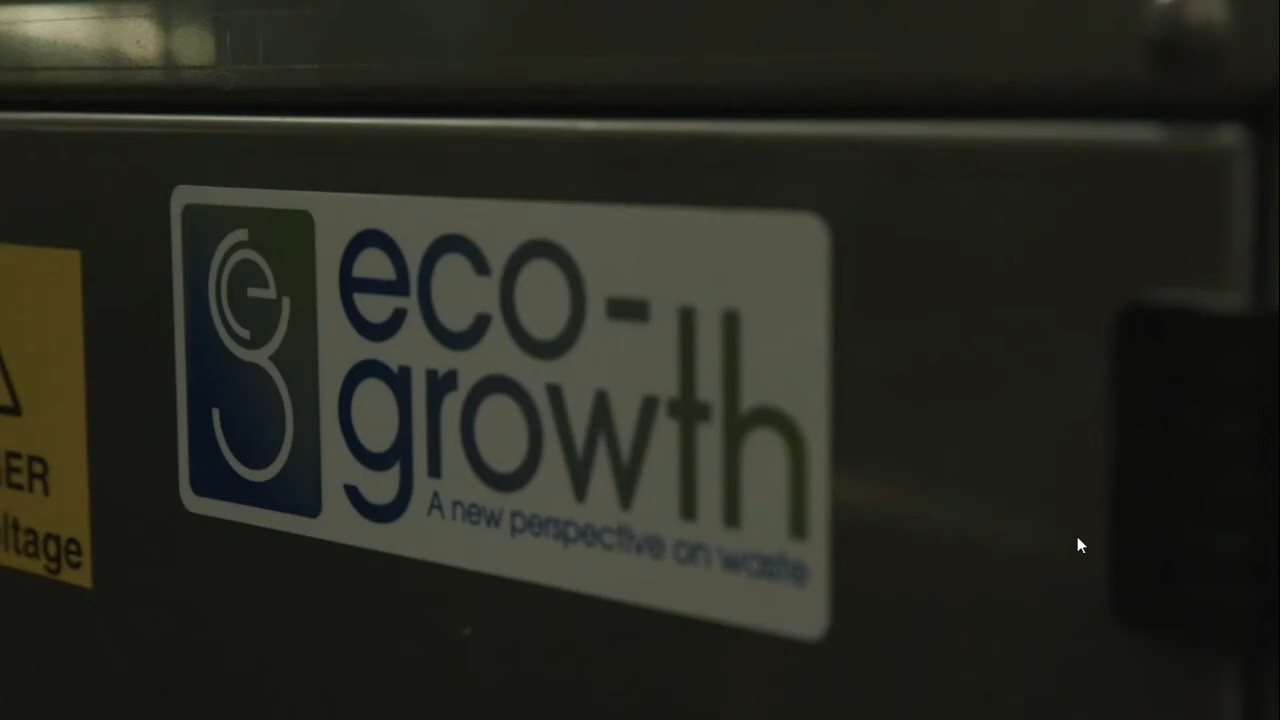 eco-
growth
A new perspective on waste
ER
ltage